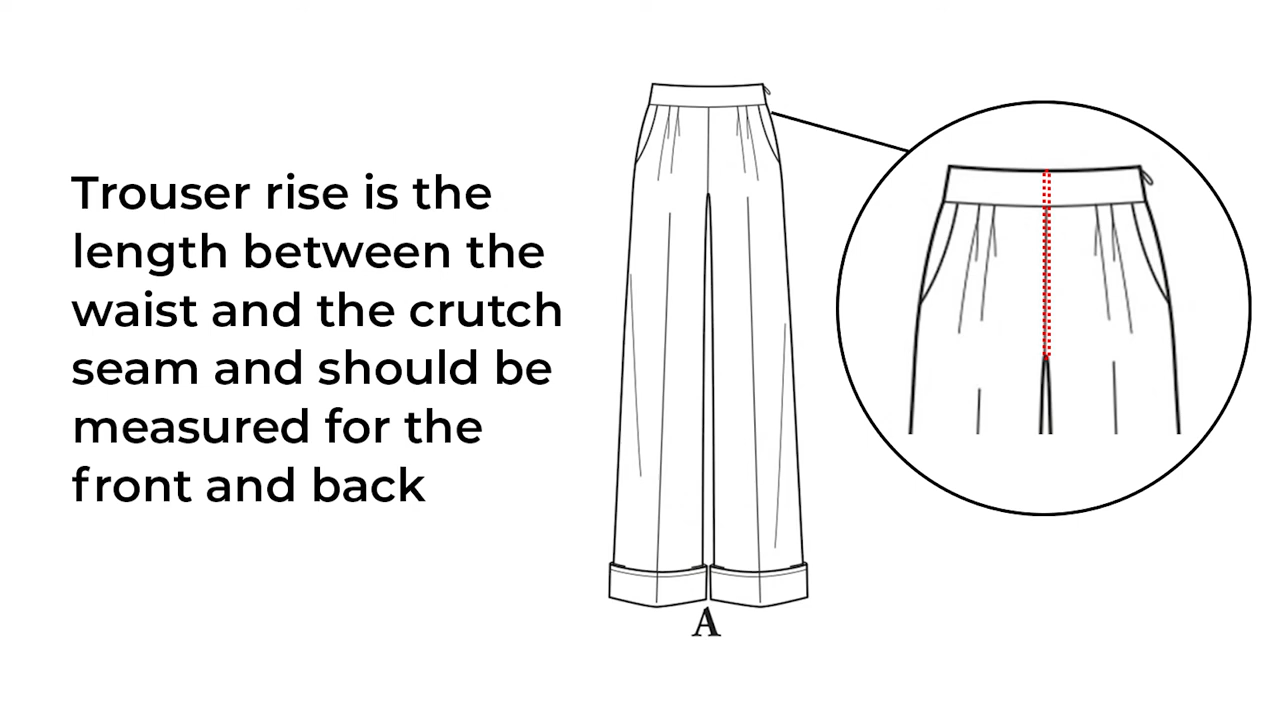 Trouser rise is the
length between the
waist and the crutch
seam and should be
measured for the
front and back
A